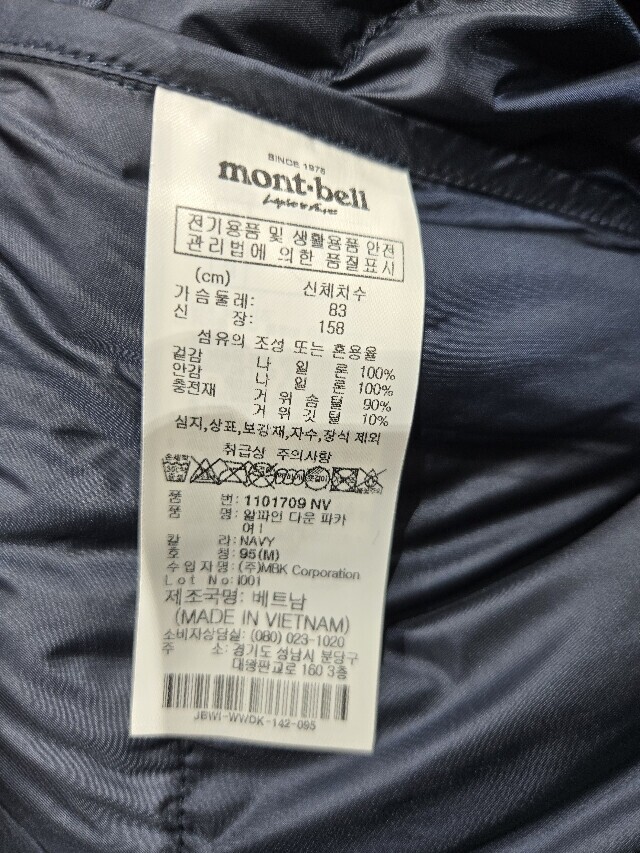 SINCE 1975
mont·bell
전기용품 및 생활용품 안전
관리법에 의한 품질표시
(cm) 신체치수
가슴둘레: 83
신 장: 158
섬유의 조성 또는 혼용율
겉감 나 일 론 100%
안감 나 일 론 100%
충전재 거 위 솜 털 90%
거 위 깃 털 10%
심지,상표,보강재,자수,장식 제외
취급성 주의사항
품 번: 1101709 NV
품 명: 알파인 다운 파카
여!
칼 라: NAVY
호 칭: 95(M)
수 입 자 명: (주)MBK Corporation
Lot No: I001
제조국명: 베트남
(MADE IN VIETNAM)
소비자상담실: (080) 023-1020
주 소: 경기도 성남시 분당구
대왕판교로 160 3층
JBWI-WWDK-142-095